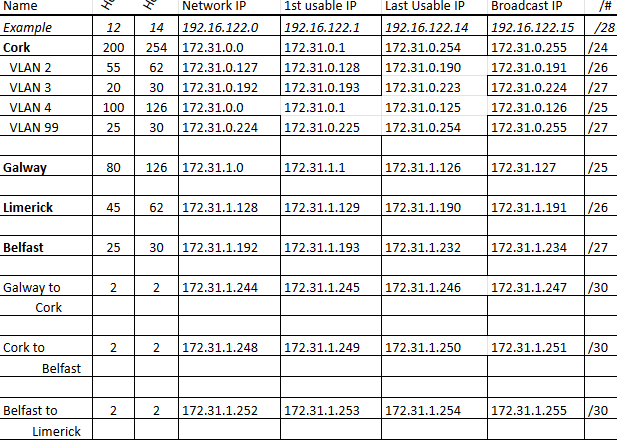 Name Network IP 1st usable IP Last Usable IP Broadcast IP /#
Example 12 14 192.16.122.0 192.16.122.1 192.16.122.14 192.16.122.15 /28
Cork 200 254 172.31.0.0 172.31.0.1 172.31.0.254 172.31.0.255 /24
VLAN 2 55 62 172.31.0.127 172.31.0.128 172.31.0.190 172.31.0.191 /26
VLAN 3 20 30 172.31.0.192 172.31.0.193 172.31.0.223 172.31.0.224 /27
VLAN 4 100 126 172.31.0.0 172.31.0.1 172.31.0.125 172.31.0.126 /25
VLAN 99 25 30 172.31.0.224 172.31.0.225 172.31.0.254 172.31.0.255 /27
Galway 80 126 172.31.1.0 172.31.1.1 172.31.1.126 172.31.127 /25
Limerick 45 62 172.31.1.128 172.31.1.129 172.31.1.190 172.31.1.191 /26
Belfast 25 30 172.31.1.192 172.31.1.193 172.31.1.232 172.31.1.234 /27
Galway to 2 2 172.31.1.244 172.31.1.245 172.31.1.246 172.31.1.247 /30
Cork
Cork to 2 2 172.31.1.248 172.31.1.249 172.31.1.250 172.31.1.251 /30
Belfast
Belfast to 2 2 172.31.1.252 172.31.1.253 172.31.1.254 172.31.1.255 /30
Limerick